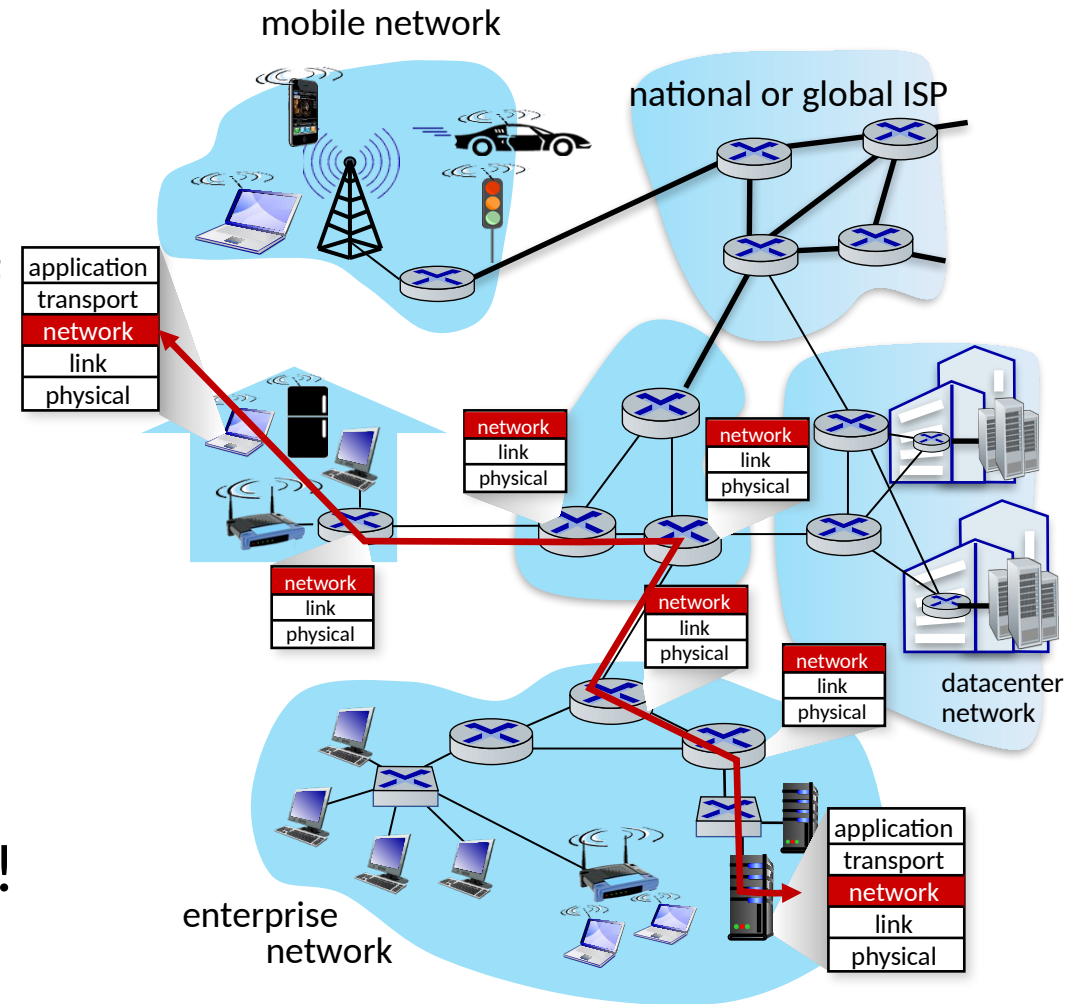 mobile network
national or global ISP
application
transport
network
link
physical
network
link
physical
network
link
physical
network
link
physical
network
link
physical
network
link
physical
datacenter
network
application
transport
network
link
physical
!
enterprise
network